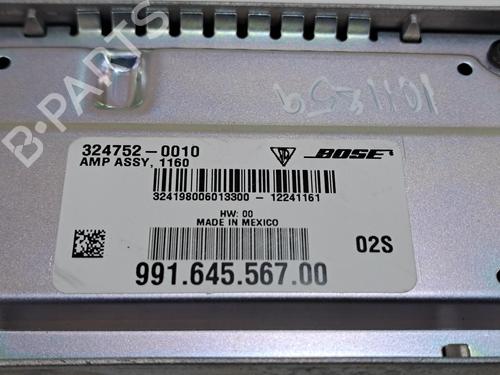 B-PARTS
1011859
324752-0010
AMP ASSY, 1160
BOSE
324198006013300 - 12241161
HW: 00
MADE IN MEXICO
02S
991.645.567.00